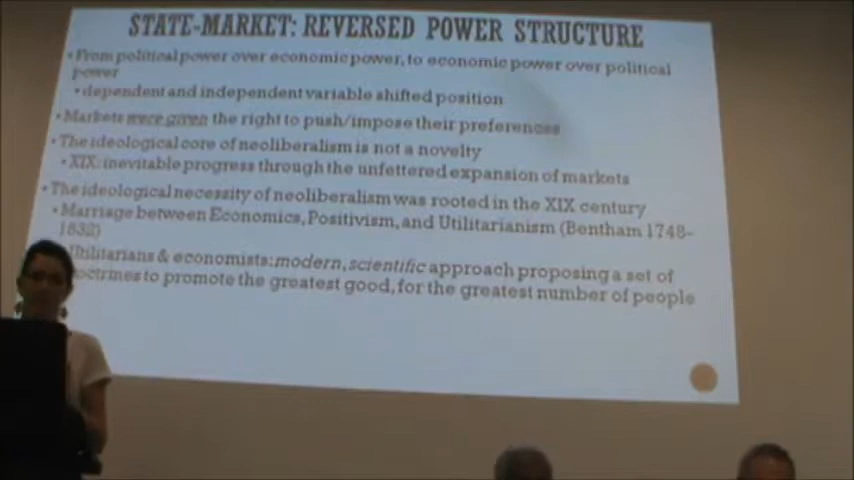 STATE-MARKET: REVERSED POWER STRUCTURE
• From political power over economic power, to economic power over political
power
• dependent and independent variable shifted position
• Markets were given the right to push/impose their preferences
• The ideological core of neoliberalism is not a novelty
• XIX: inevitable progress through the unfettered expansion of markets
• The ideological necessity of neoliberalism was rooted in the XIX century
• Marriage between Economics, Positivism, and Utilitarianism (Bentham 1748-
1832)
Utilitarians & economists: modern, scientific approach proposing a set of
doctrines to promote the greatest good, for the greatest number of people